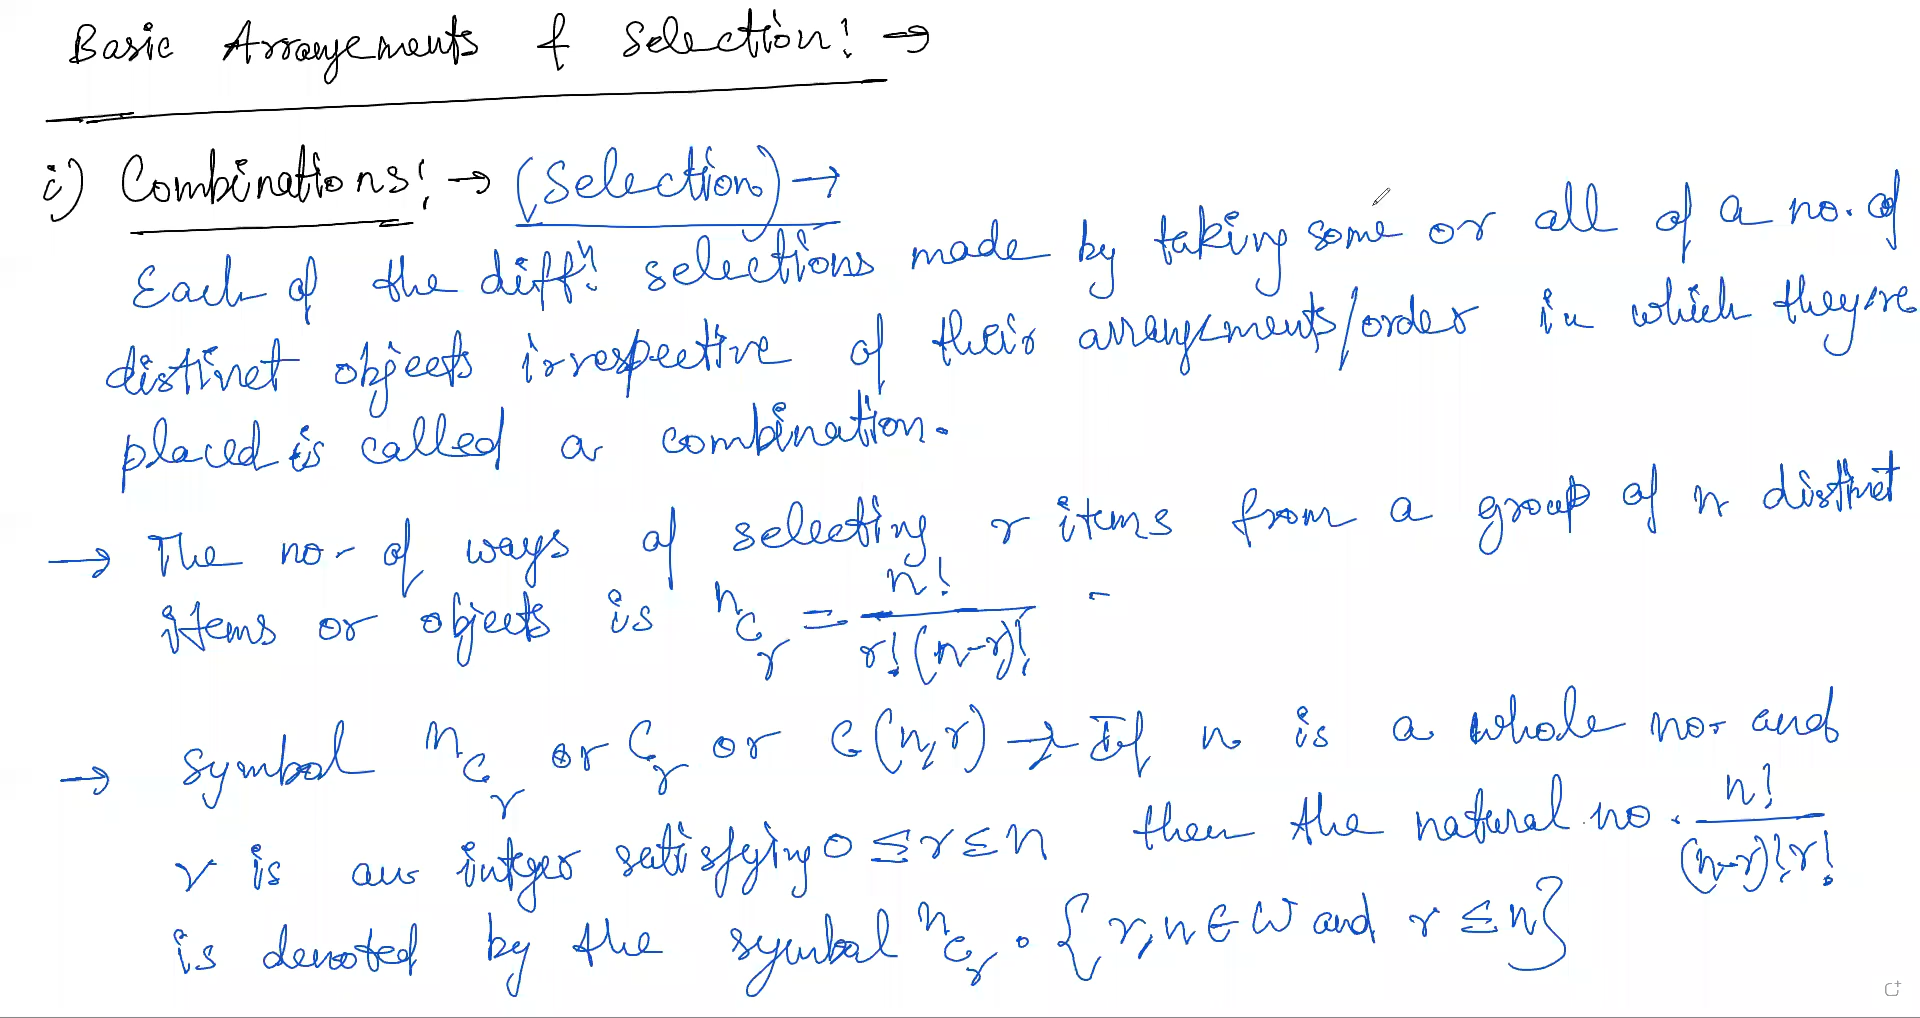 Basic Arrangements & Selection: →
i) Combinations: → (Selection) →
Each of the diffn! selections made by taking some or all of a no. of
distinct objects irrespective of their arrangements/order in which they're
placed is called a combination.
→ The no. of ways of selecting r items from a group of n distinct
items or objects is ⁿCᵣ = n! / r!(n-r)!
→ Symbol ⁿCᵣ or Cᵣ or C(n,r) → If n is a whole no. and
r is an integer satisfying 0 ≤ r ≤ n then the natural no. n! / (n-r)!r!
is denoted by the symbol ⁿCᵣ. {r, n ∈ W and r ≤ n}